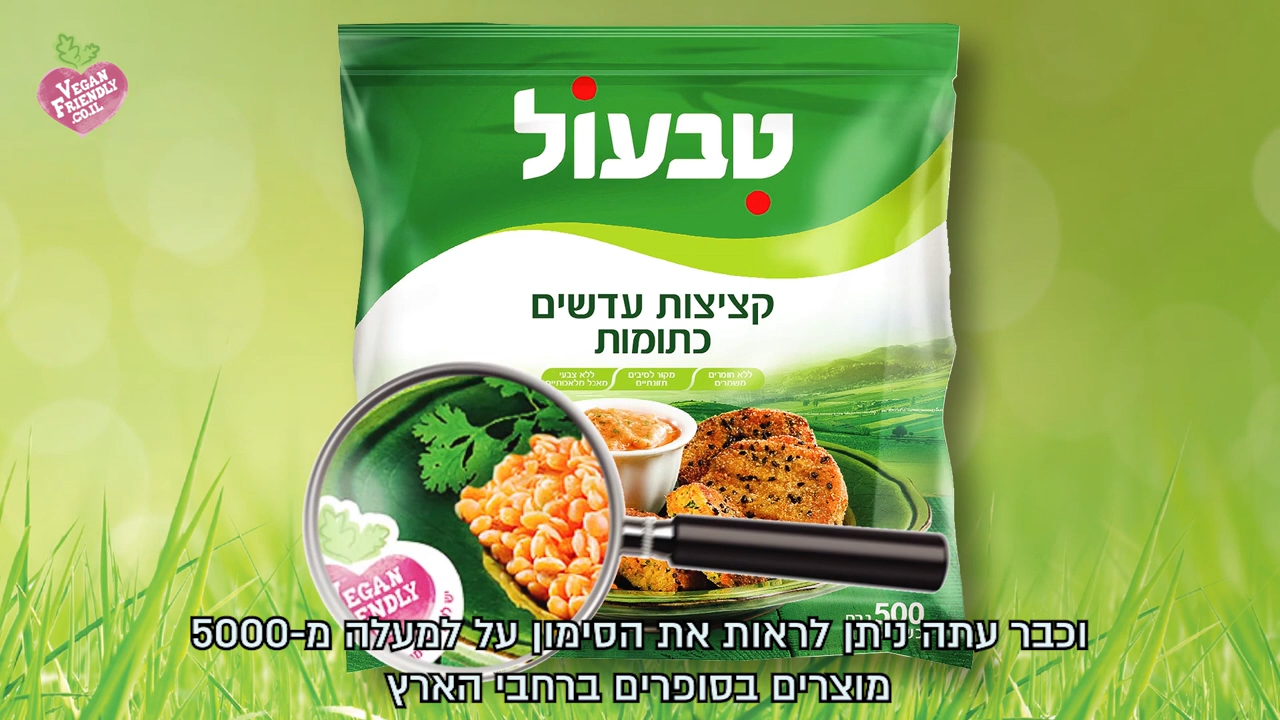 VEGAN
FRIENDLY
.CO.IL
טבעול
קציצות עדשים
כתומות
ללא חומרים
משמרים
מקור לסיבים
תזונתיים
ללא צבעי
מאכל מלאכותיים
VEGAN
FRIENDLY
500 גרם
וכבר עתה ניתן לראות את הסימון על למעלה מ-5000
מוצרים בסופרים ברחבי הארץ